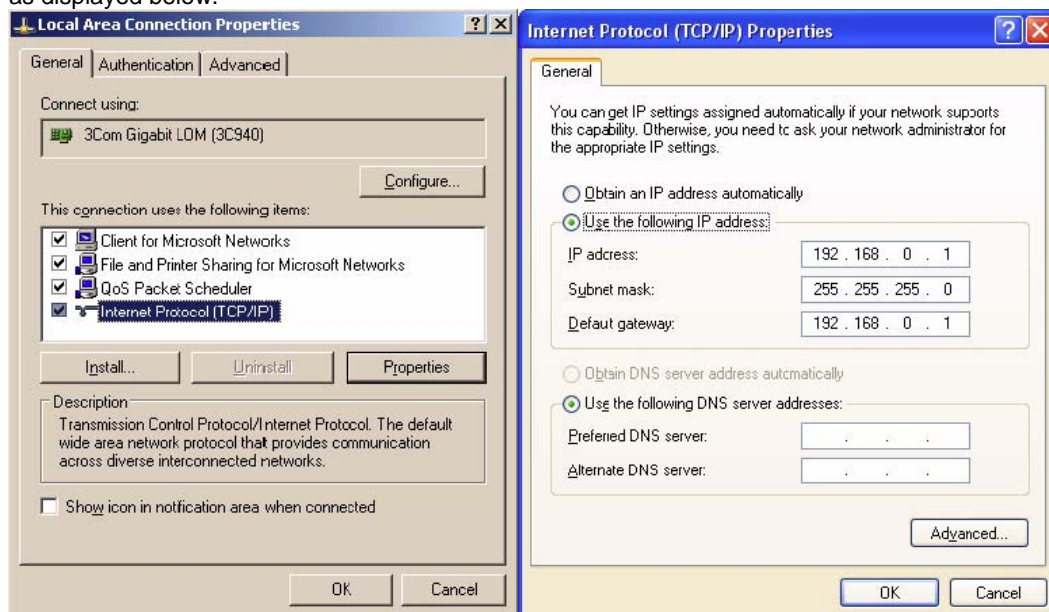 as displayed below.
Local Area Connection Properties
General Authentication Advanced
Connect using:
3Com Gigabit LOM (3C940)
Configure...
This connection uses the following items:
Client for Microsoft Networks
File and Printer Sharing for Microsoft Networks
QoS Packet Scheduler
Internet Protocol (TCP/IP)
Install... Uninstall Properties
Description
Transmission Control Protocol/Internet Protocol. The default
wide area network protocol that provides communication
across diverse interconnected networks.
Show icon in notification area when connected
OK Cancel
Internet Protocol (TCP/IP) Properties
General
You can get IP settings assigned automatically if your network supports
this capability. Otherwise, you need to ask your network administrator for
the appropriate IP settings.
Obtain an IP address automatically
Use the following IP address:
IP address: 192 . 168 . 0 . 1
Subnet mask: 255 . 255 . 255 . 0
Defaut gateway: 192 . 168 . 0 . 1
Obtain DNS server address automatically
Use the following DNS server addresses:
Preferred DNS server: . . .
Alternate DNS server: . . .
Advanced...
OK Cancel